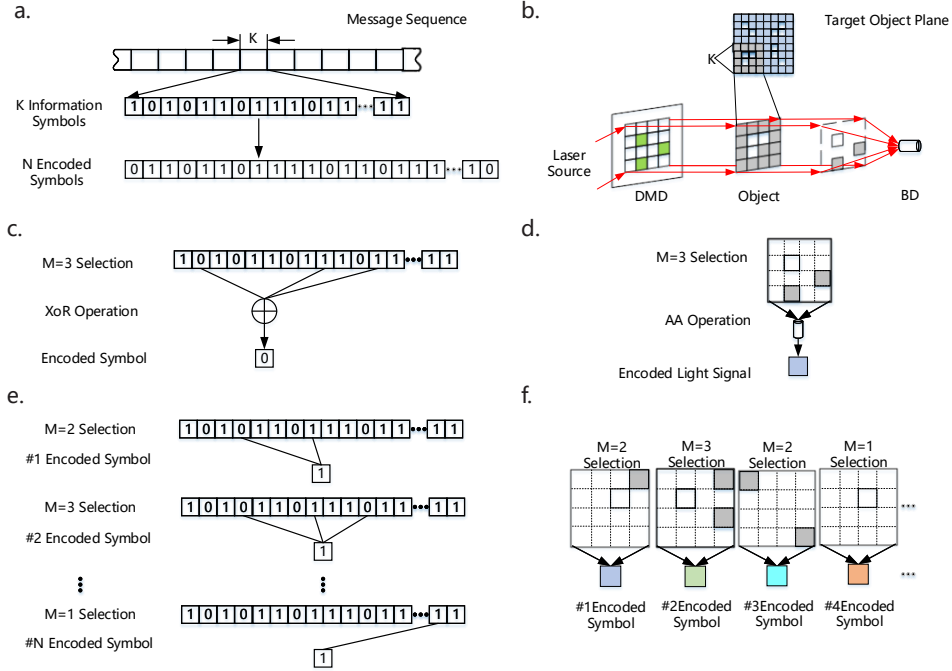 a.
Message Sequence
K
K Information
Symbols
1 0 1 0 1 1 0 1 1 1 0 1 1 ··· 1 1
N Encoded
Symbols
0 1 1 0 1 1 0 1 1 1 1 0 1 1 0 1 1 1 ··· 1 0
b.
Target Object Plane
K
Laser
Source
DMD
Object
BD
c.
M=3 Selection
1 0 1 0 1 1 0 1 1 1 0 1 1 ••• 1 1
XoR Operation
Encoded Symbol
0
d.
M=3 Selection
AA Operation
Encoded Light Signal
e.
M=2 Selection
1 0 1 0 1 1 0 1 1 1 0 1 1 ••• 1 1
#1 Encoded Symbol
1
M=3 Selection
1 0 1 0 1 1 0 1 1 1 0 1 1 ••• 1 1
#2 Encoded Symbol
1
M=1 Selection
1 0 1 0 1 1 0 1 1 1 0 1 1 ··· 1 1
#N Encoded Symbol
1
f.
M=2
Selection
M=3
Selection
M=2
Selection
M=1
Selection
···
···
#1Encoded
Symbol
#2Encoded
Symbol
#3Encoded
Symbol
#4Encoded
Symbol